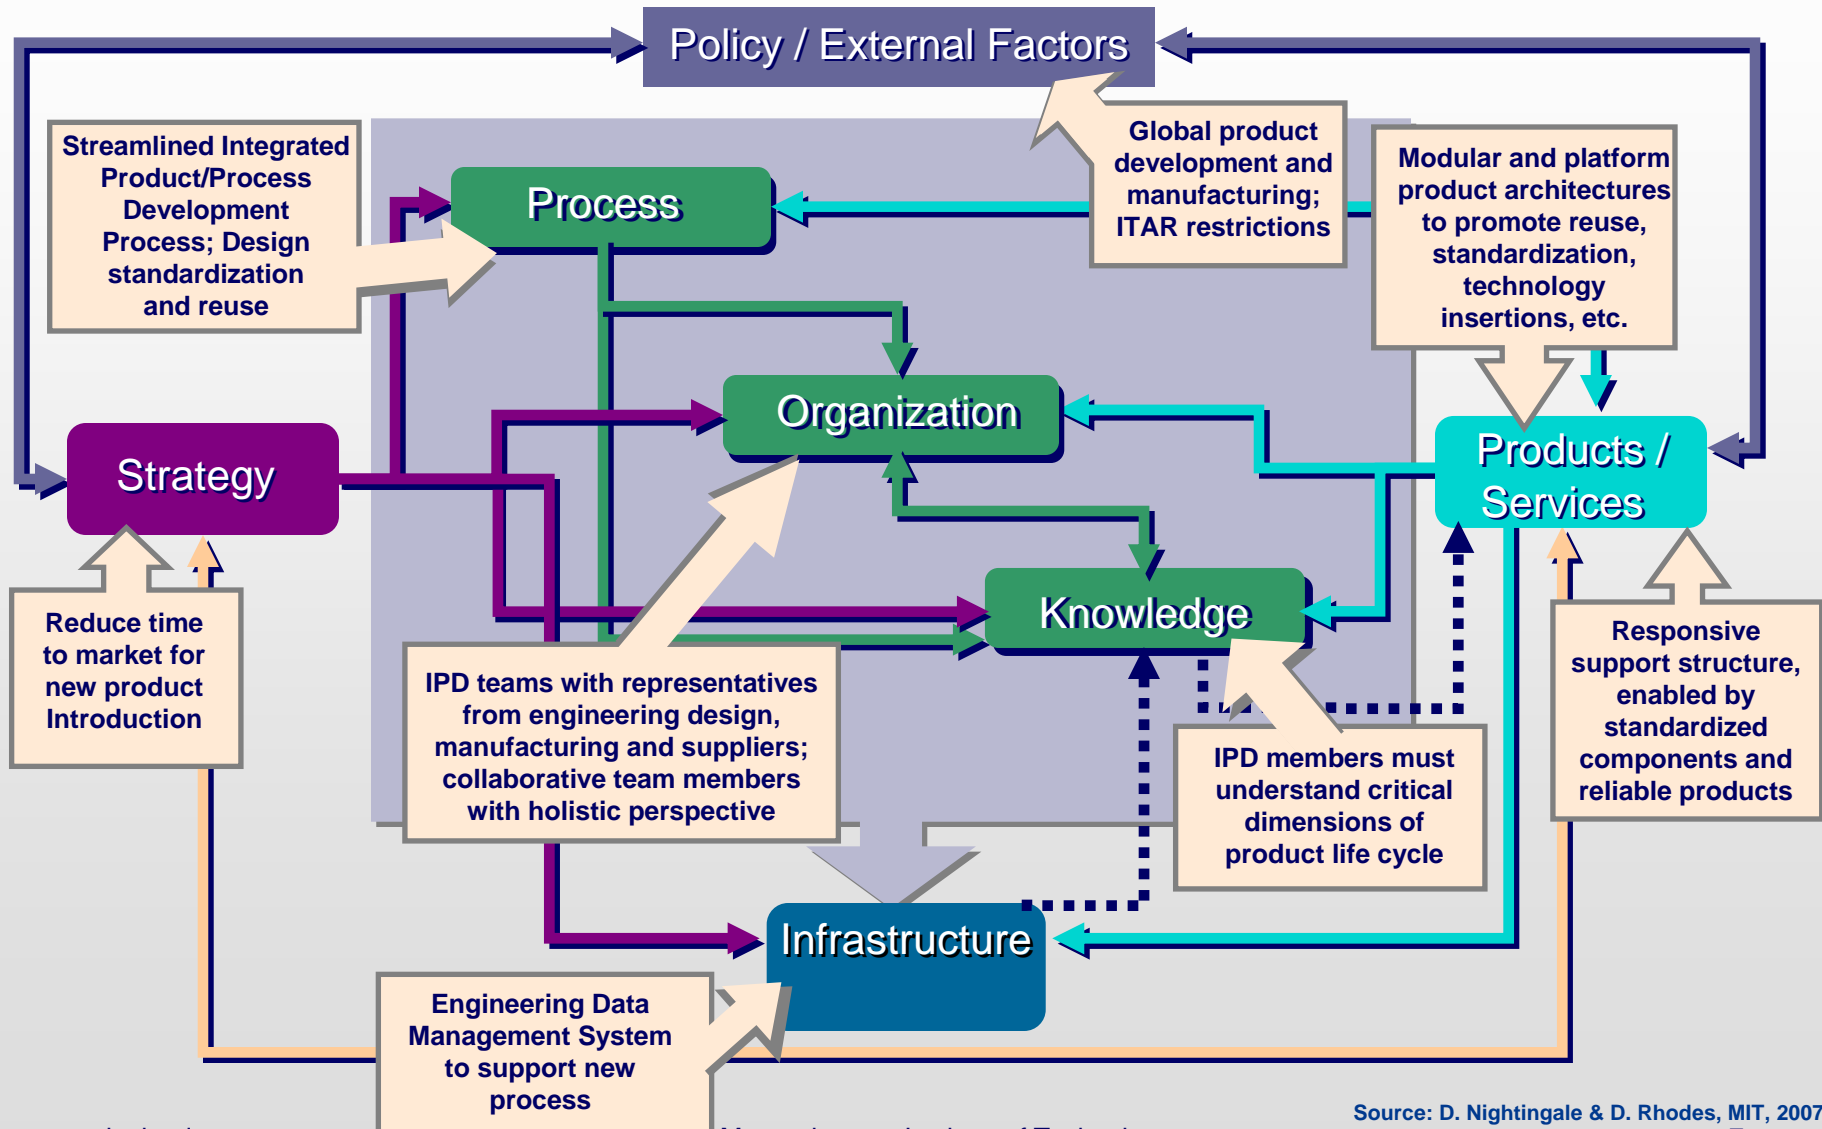 Policy / External Factors
Streamlined Integrated
Product/Process
Development
Process; Design
standardization
and reuse
Process
Global product
development and
manufacturing;
ITAR restrictions
Modular and platform
product architectures
to promote reuse,
standardization,
technology
insertions, etc.
Organization
Strategy
Products /
Services
Knowledge
Reduce time
to market for
new product
Introduction
IPD teams with representatives
from engineering design,
manufacturing and suppliers;
collaborative team members
with holistic perspective
IPD members must
understand critical
dimensions of
product life cycle
Responsive
support structure,
enabled by
standardized
components and
reliable products
Infrastructure
Engineering Data
Management System
to support new
process
Source: D. Nightingale & D. Rhodes, MIT, 2007